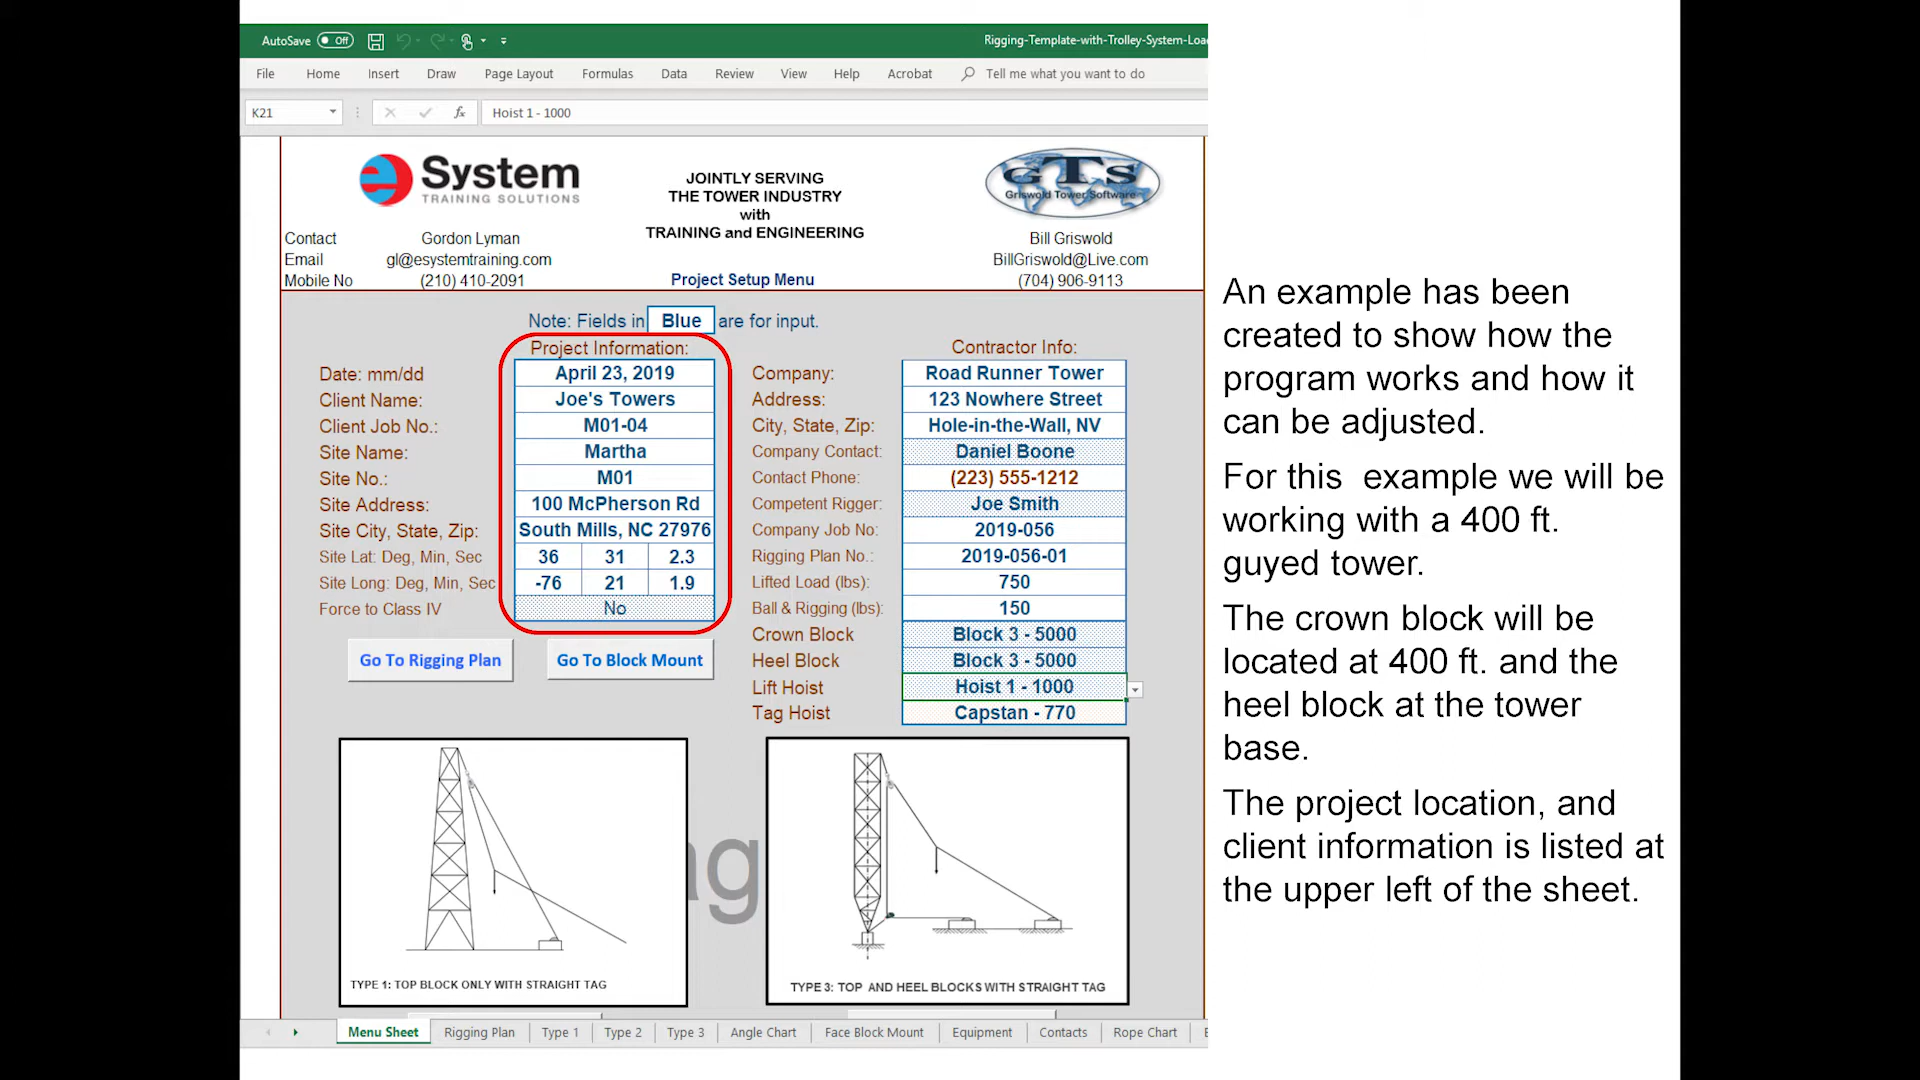 AutoSave Off
Rigging-Template-with-Trolley-System-Loa
File Home Insert Draw Page Layout Formulas Data Review View Help Acrobat Tell me what you want to do
K21 fx Hoist 1 - 1000
System
TRAINING SOLUTIONS
JOINTLY SERVING
THE TOWER INDUSTRY
with
TRAINING and ENGINEERING
GTS
Griswold Tower Software
Contact Gordon Lyman Bill Griswold
Email gl@esystemtraining.com BillGriswold@Live.com
Mobile No (210) 410-2091 Project Setup Menu (704) 906-9113
Note: Fields in Blue are for input.
Project Information: Contractor Info:
Date: mm/dd April 23, 2019 Company: Road Runner Tower
Client Name: Joe's Towers Address: 123 Nowhere Street
Client Job No.: M01-04 City, State, Zip: Hole-in-the-Wall, NV
Site Name: Martha Company Contact: Daniel Boone
Site No.: M01 Contact Phone: (223) 555-1212
Site Address: 100 McPherson Rd Competent Rigger: Joe Smith
Site City, State, Zip: South Mills, NC 27976 Company Job No: 2019-056
Site Lat: Deg, Min, Sec 36 31 2.3 Rigging Plan No.: 2019-056-01
Site Long: Deg, Min, Sec -76 21 1.9 Lifted Load (lbs): 750
Force to Class IV No Ball & Rigging (lbs): 150
Crown Block Block 3 - 5000
Go To Rigging Plan Go To Block Mount Heel Block Block 3 - 5000
Lift Hoist Hoist 1 - 1000
Tag Hoist Capstan - 770
ag
TYPE 1: TOP BLOCK ONLY WITH STRAIGHT TAG
TYPE 3: TOP AND HEEL BLOCKS WITH STRAIGHT TAG
Menu Sheet Rigging Plan Type 1 Type 2 Type 3 Angle Chart Face Block Mount Equipment Contacts Rope Chart
An example has been
created to show how the
program works and how it
can be adjusted.
For this example we will be
working with a 400 ft.
guyed tower.
The crown block will be
located at 400 ft. and the
heel block at the tower
base.
The project location, and
client information is listed at
the upper left of the sheet.